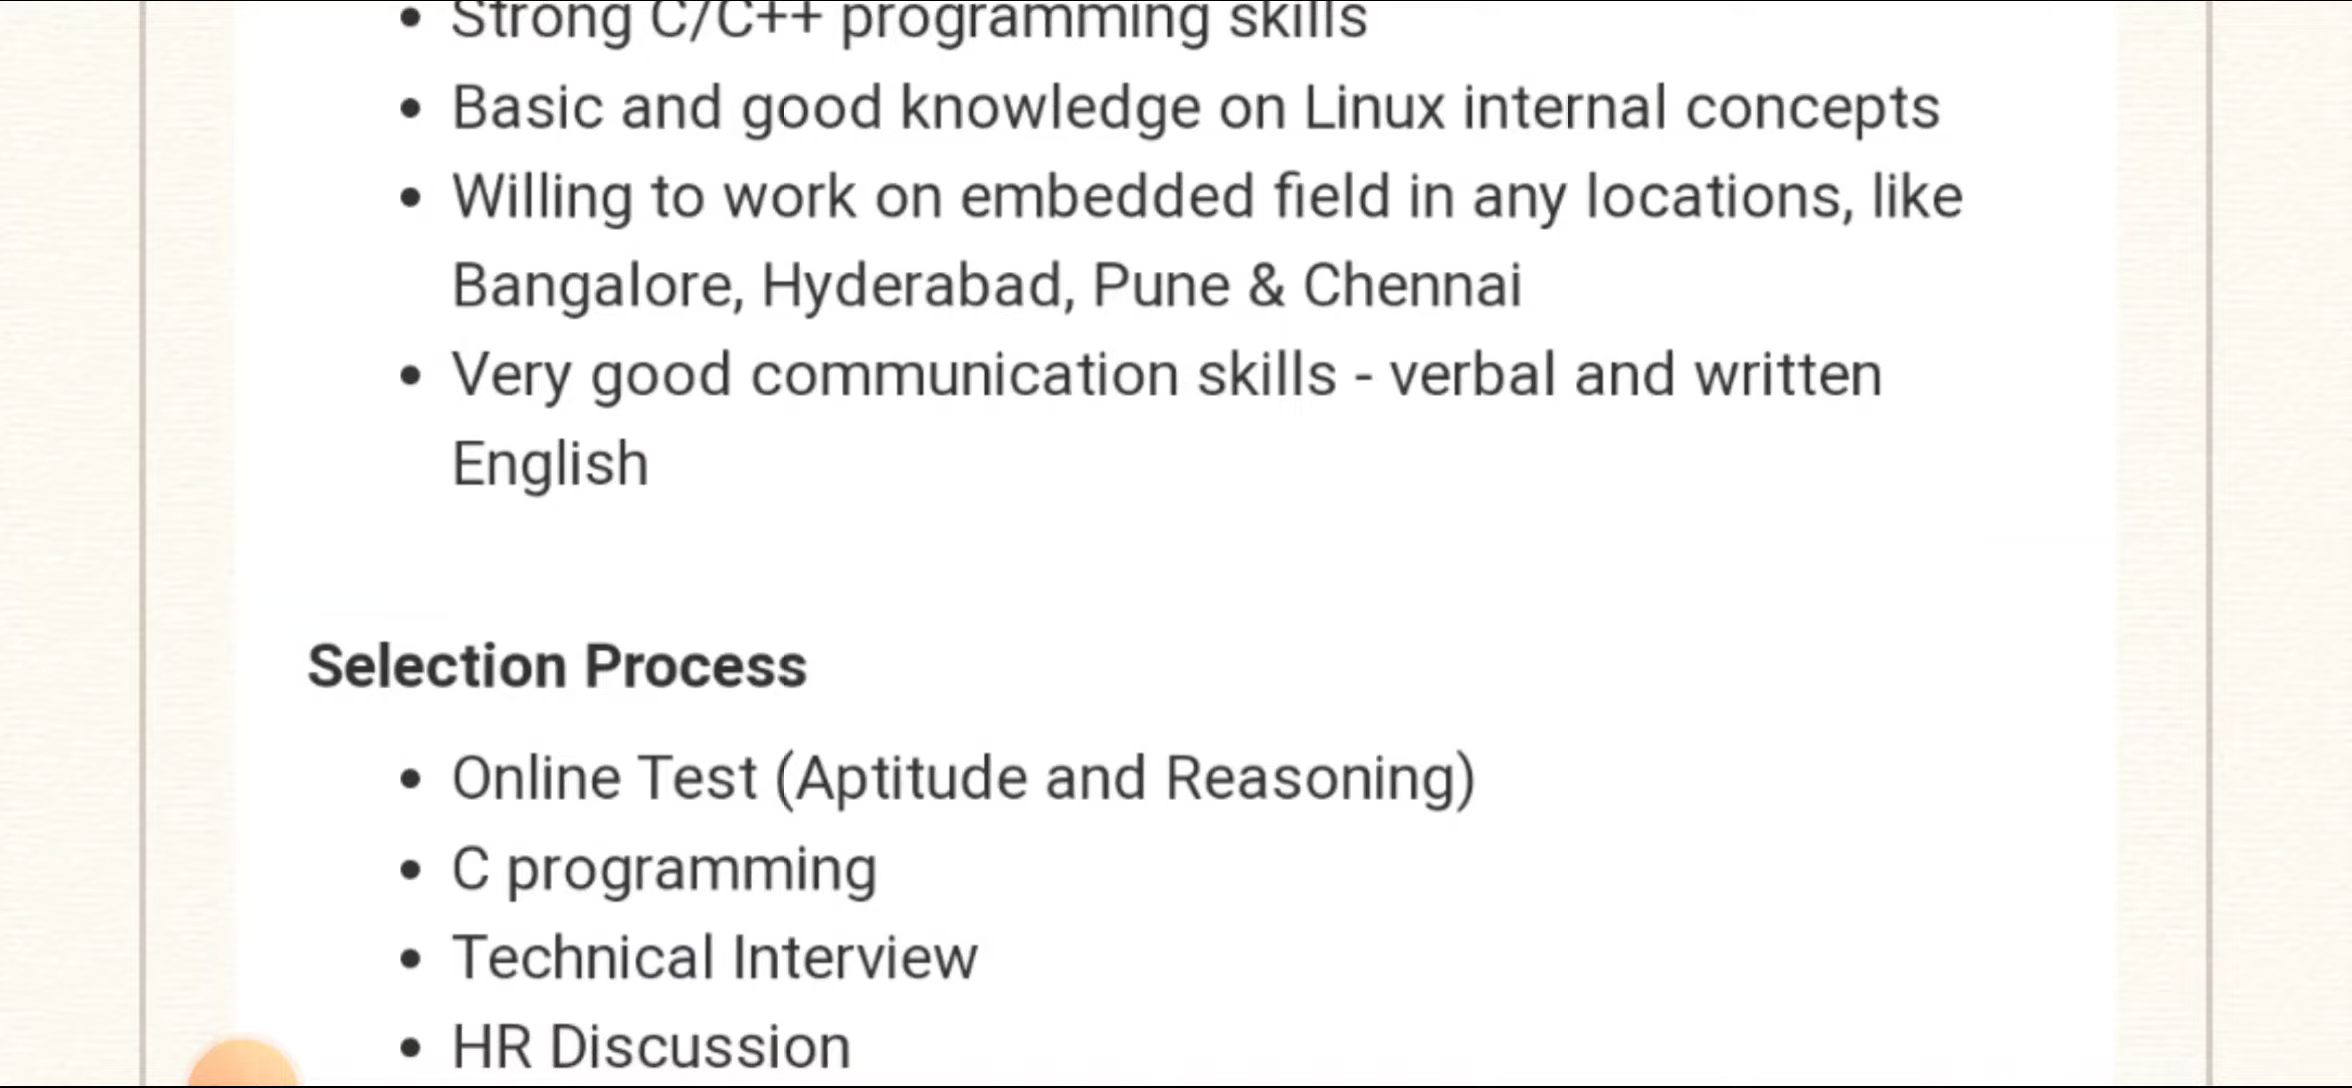 • Strong C/C++ programming skills
• Basic and good knowledge on Linux internal concepts
• Willing to work on embedded field in any locations, like
Bangalore, Hyderabad, Pune & Chennai
• Very good communication skills - verbal and written
English
Selection Process
• Online Test (Aptitude and Reasoning)
• C programming
• Technical Interview
• HR Discussion